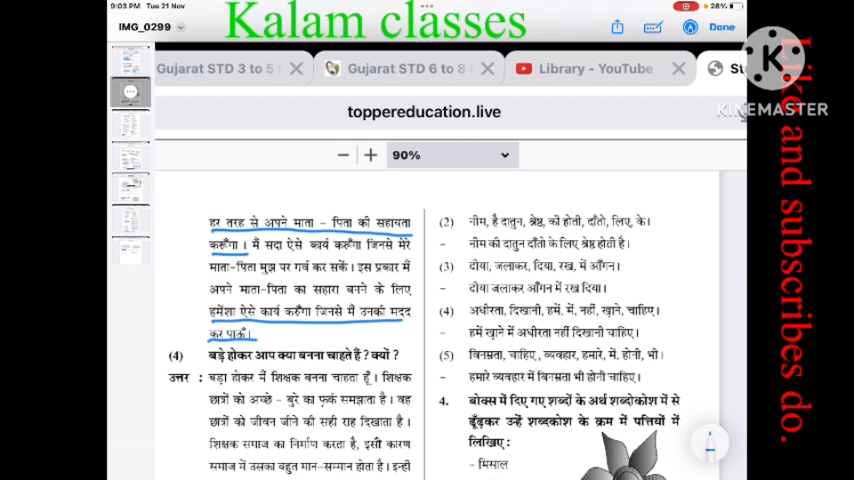 9:03 PM Tue 21 Nov
28%
Kalam classes
IMG_0299
Done
Gujarat STD 3 to 5
Gujarat STD 6 to 8
Library - YouTube
KINEMASTER
toppereducation.live
90%
हर तरह से अपने माता - पिता की सहायता
करूँगा । मैं सदा ऐसे कार्य करूँगा जिनसे मेरे
माता-पिता मुझ पर गर्व कर सकें। इस प्रकार मैं
अपने माता-पिता का सहारा बनने के लिए
हमेंशा ऐसे कार्य करुँगा जिनसे मैं उनकी मदद
कर पाऊँ।
(4) बड़े होकर आप क्या बनना चाहते हैं ? क्यों ?
उत्तर : बड़ा होकर मैं शिक्षक बनना चाहता हूँ। शिक्षक
छात्रों को अच्छे - बुरे का फ़र्क समझाता है। वह
छात्रों को जीवन जीने की सही राह दिखाता है।
शिक्षक समाज का निर्माण करता है, इसी कारण
समाज में उसका बहुत मान-सम्मान होता है। इन्ही
(2) नीम, है दातुन, श्रेष्ठ, की होती, दाँतो, लिए, के।
- नीम की दातुन दाँतो के लिए श्रेष्ठ होती है।
(3) दीया, जलाकर, दिया, रख, में आँगन।
- दीया जलाकर आँगन में रख दिया।
(4) अधीरता, दिखानी, हमें, में, नहीं, खाने, चाहिए।
- हमें खाने में अधीरता नहीं दिखानी चाहिए।
(5) विनम्रता, चाहिए, व्यवहार, हमारे, में, होनी, भी।
- हमारे व्यवहार में विनम्रता भी होनी चाहिए।
4. बोक्स में दिए गए शब्दों के अर्थ शब्दोकोश में से
ढूँढ़कर उन्हें शब्दकोश के क्रम में पत्तियों में
लिखिए :
- मिसाल
Like and subscribes do.